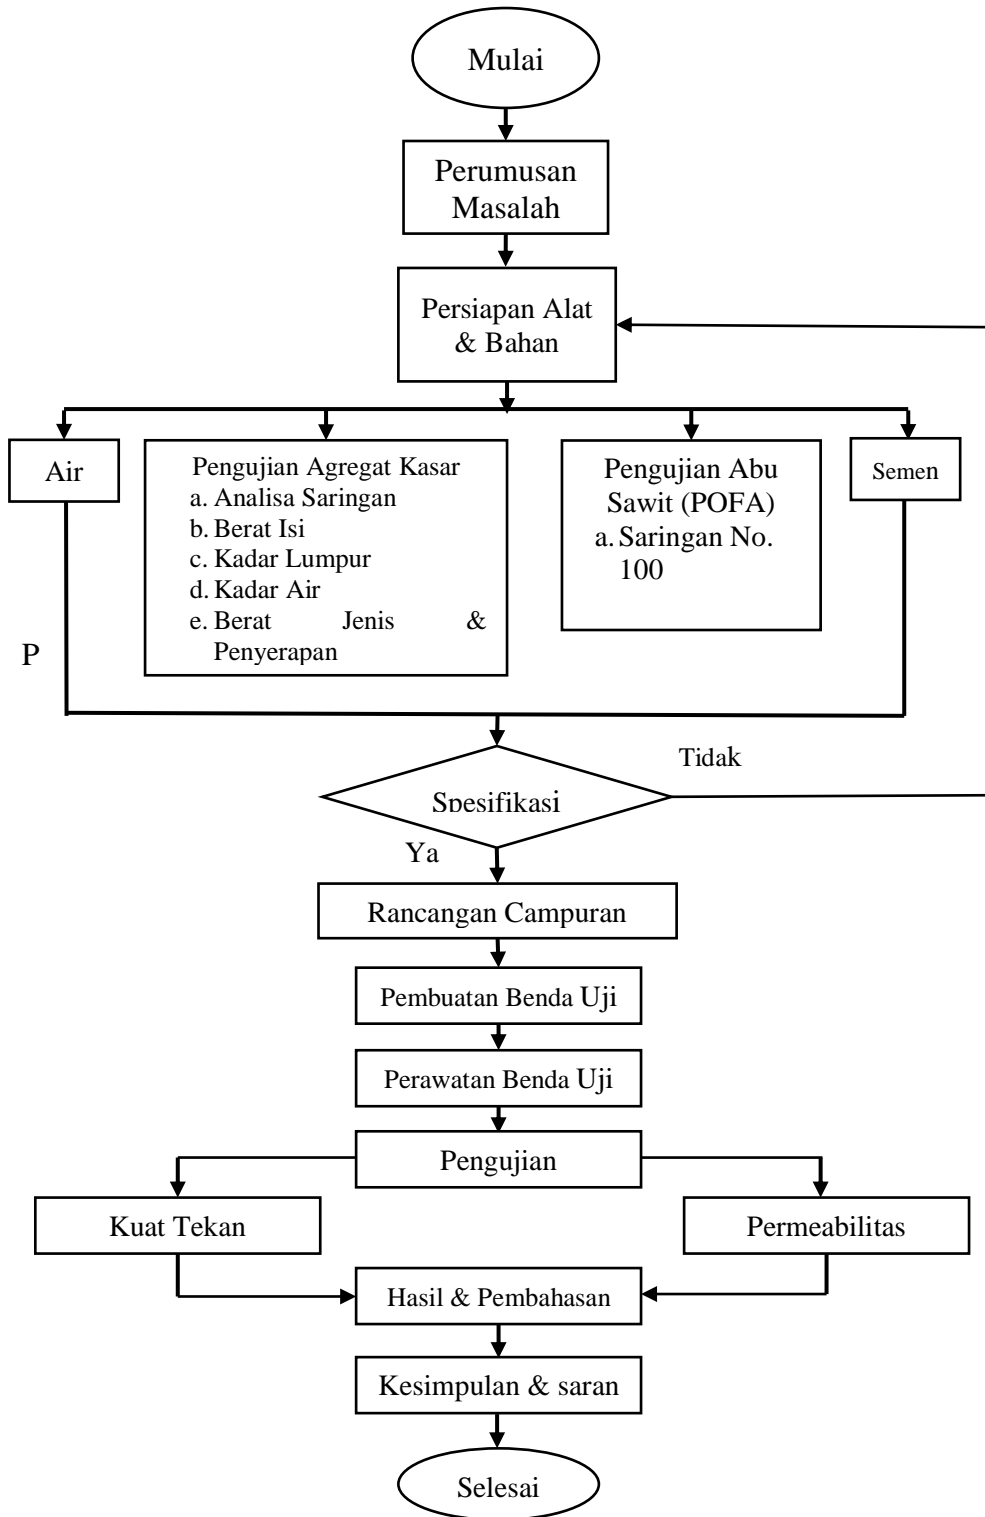 Mulai
Perumusan
Masalah
Persiapan Alat
& Bahan
Air
Pengujian Agregat Kasar
a. Analisa Saringan
b. Berat Isi
c. Kadar Lumpur
d. Kadar Air
e. Berat Jenis &
Penyerapan
Pengujian Abu
Sawit (POFA)
a. Saringan No.
100
Semen
P
Tidak
Spesifikasi
Ya
Rancangan Campuran
Pembuatan Benda Uji
Perawatan Benda Uji
Pengujian
Kuat Tekan
Permeabilitas
Hasil & Pembahasan
Kesimpulan & saran
Selesai